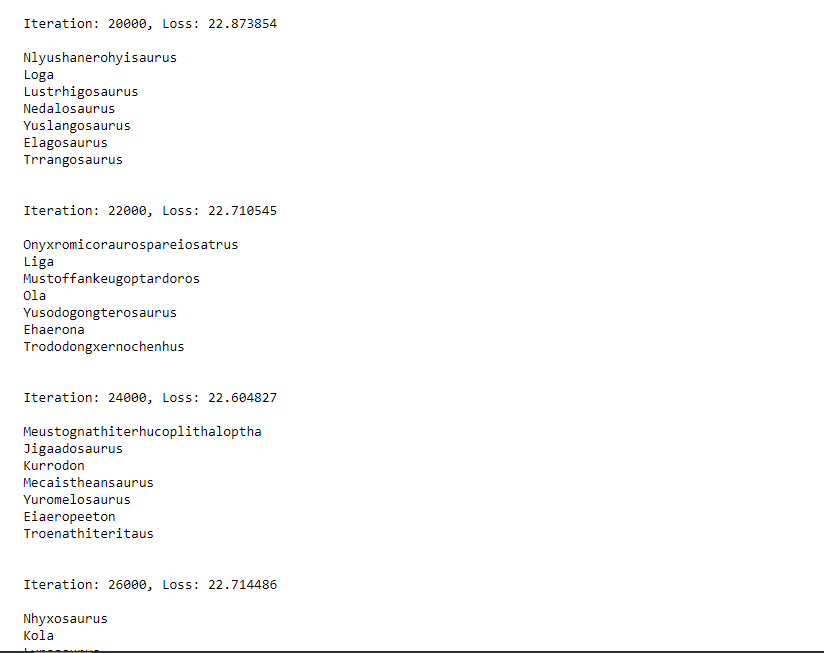 Iteration: 20000, Loss: 22.873854
Nlyushanerohyisaurus
Loga
Lustrhigosaurus
Nedalosaurus
Yuslangosaurus
Elagosaurus
Trrangosaurus
Iteration: 22000, Loss: 22.710545
Onyxromicoraurospareiosatrus
Liga
Mustoffankeugoptardoros
Ola
Yusodogongterosaurus
Ehaerona
Trododongxernochenhus
Iteration: 24000, Loss: 22.604827
Meustognathiterhucoplithaloptha
Jigaadosaurus
Kurrodon
Mecaistheansaurus
Yuromelosaurus
Eiaeropeeton
Troenathiteritaus
Iteration: 26000, Loss: 22.714486
Nhyxosaurus
Kola